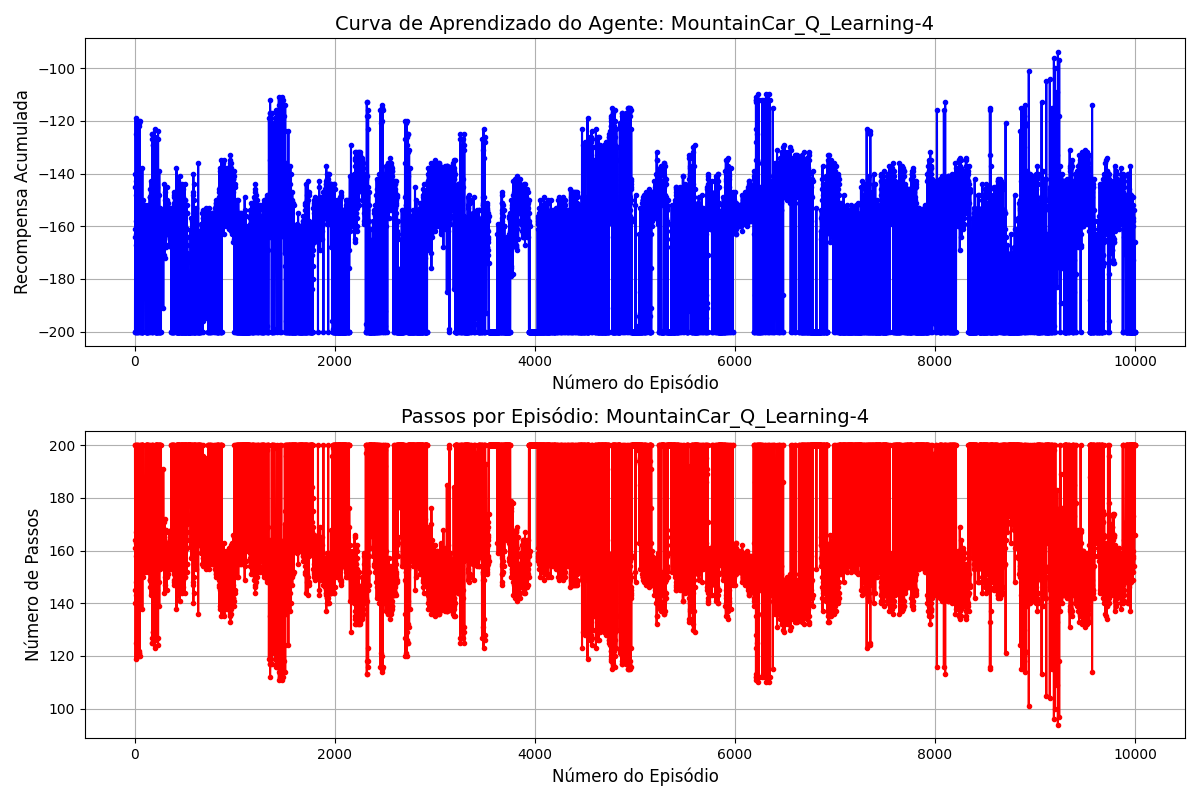 Curva de Aprendizado do Agente: MountainCar_Q_Learning-4
Recompensa Acumulada
−100
−120
−140
−160
−180
−200
0 2000 4000 6000 8000 10000
Número do Episódio
Passos por Episódio: MountainCar_Q_Learning-4
Número de Passos
200
180
160
140
120
100
0 2000 4000 6000 8000 10000
Número do Episódio